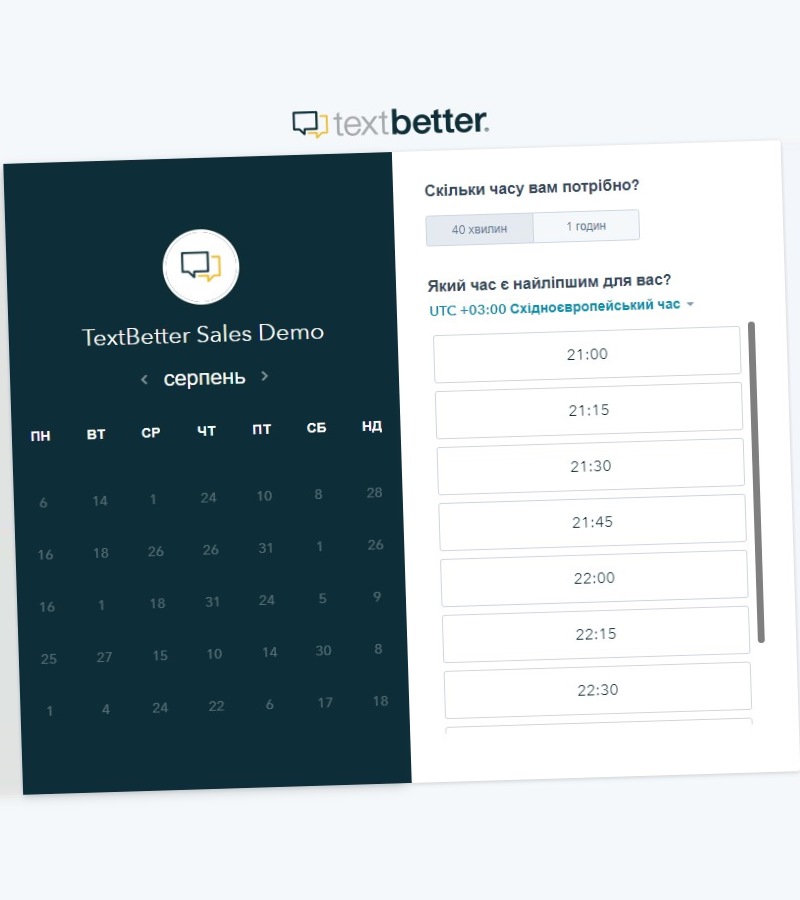 textbetter.
TextBetter Sales Demo
серпень
ПН ВТ СР ЧТ ПТ СБ НД
6 14 1 24 10 8 28
16 18 26 26 31 1 26
16 1 18 31 24 5 9
25 27 15 10 14 30 8
1 4 24 22 6 17 18
Скільки часу вам потрібно?
40 хвилин 1 годин
Який час є найліпшим для вас?
UTC +03:00 Східноєвропейський час
21:00
21:15
21:30
21:45
22:00
22:15
22:30